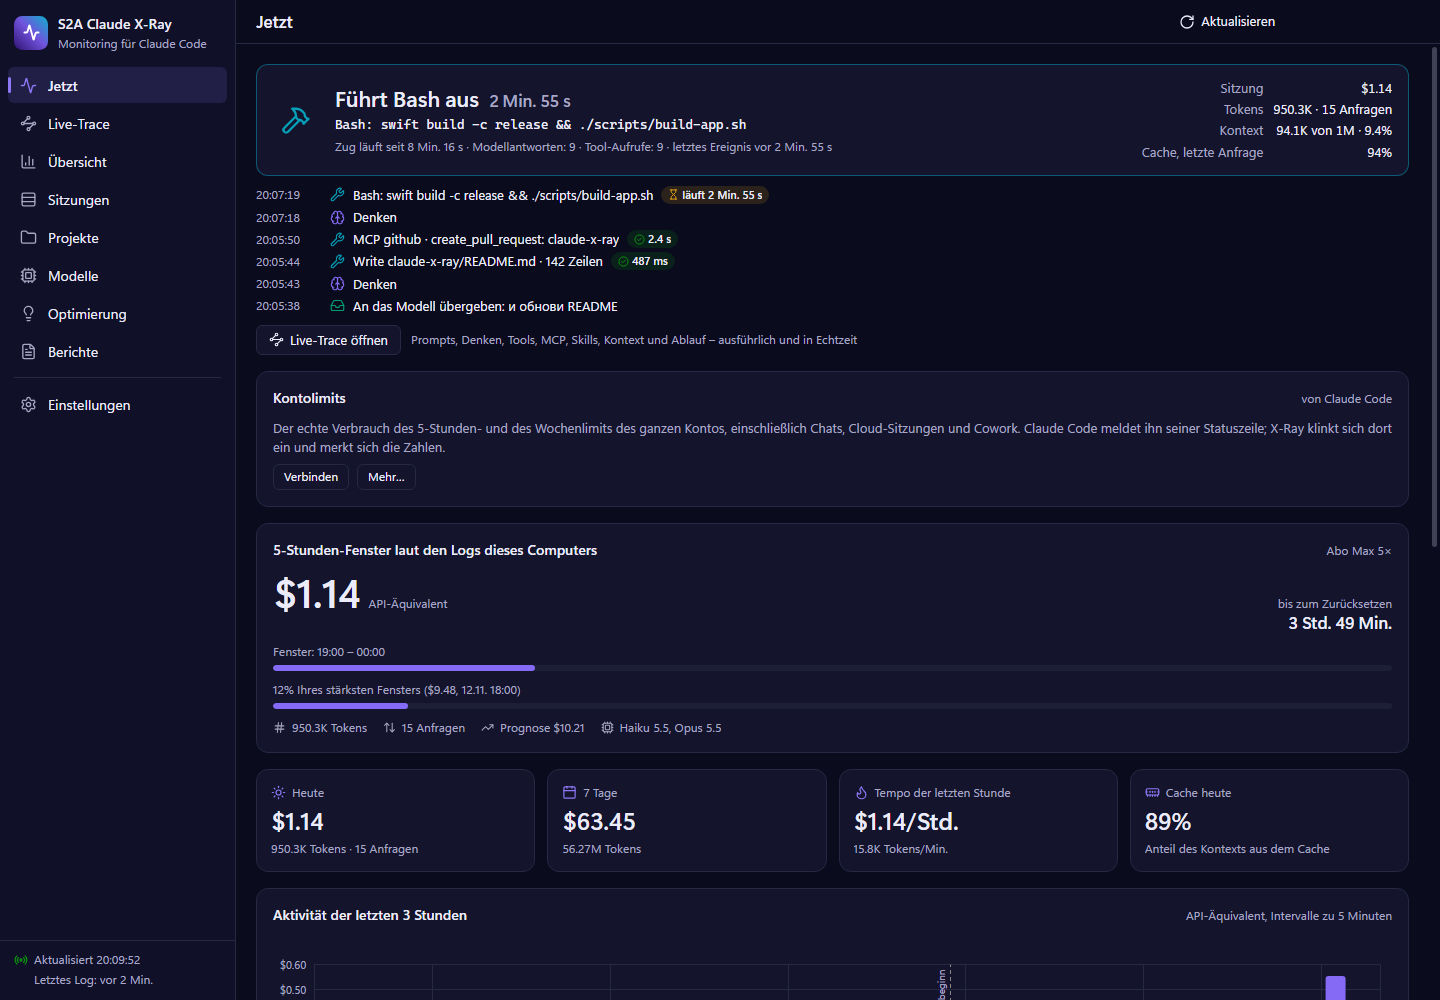 S2A Claude X-Ray
Monitoring für Claude Code
Jetzt
Live-Trace
Übersicht
Sitzungen
Projekte
Modelle
Optimierung
Berichte
Einstellungen
Aktualisiert 20:09:52
Letztes Log: vor 2 Min.
Jetzt
Aktualisieren
Führt Bash aus 2 Min. 55 s
Bash: swift build -c release && ./scripts/build-app.sh
Zug läuft seit 8 Min. 16 s · Modellantworten: 9 · Tool-Aufrufe: 9 · letztes Ereignis vor 2 Min. 55 s
Sitzung $1.14
Tokens 950.3K · 15 Anfragen
Kontext 94.1K von 1M · 9.4%
Cache, letzte Anfrage 94%
20:07:19 Bash: swift build -c release && ./scripts/build-app.sh läuft 2 Min. 55 s
20:07:18 Denken
20:05:50 MCP github · create_pull_request: claude-x-ray 2.4 s
20:05:44 Write claude-x-ray/README.md · 142 Zeilen 487 ms
20:05:43 Denken
20:05:38 An das Modell übergeben: и обнови README
Live-Trace öffnen Prompts, Denken, Tools, MCP, Skills, Kontext und Ablauf – ausführlich und in Echtzeit
Kontolimits von Claude Code
Der echte Verbrauch des 5-Stunden- und des Wochenlimits des ganzen Kontos, einschließlich Chats, Cloud-Sitzungen und Cowork. Claude Code meldet ihn seiner Statuszeile; X-Ray klinkt sich dort
ein und merkt sich die Zahlen.
Verbinden Mehr...
5-Stunden-Fenster laut den Logs dieses Computers Abo Max 5×
$1.14 API-Äquivalent
bis zum Zurücksetzen
3 Std. 49 Min.
Fenster: 19:00 – 00:00
12% Ihres stärksten Fensters ($9.48, 12.11. 18:00)
950.3K Tokens 15 Anfragen Prognose $10.21 Haiku 5.5, Opus 5.5
Heute
$1.14
950.3K Tokens · 15 Anfragen
7 Tage
$63.45
56.27M Tokens
Tempo der letzten Stunde
$1.14/Std.
15.8K Tokens/Min.
Cache heute
89%
Anteil des Kontexts aus dem Cache
Aktivität der letzten 3 Stunden API-Äquivalent, Intervalle zu 5 Minuten
$0.60
$0.50